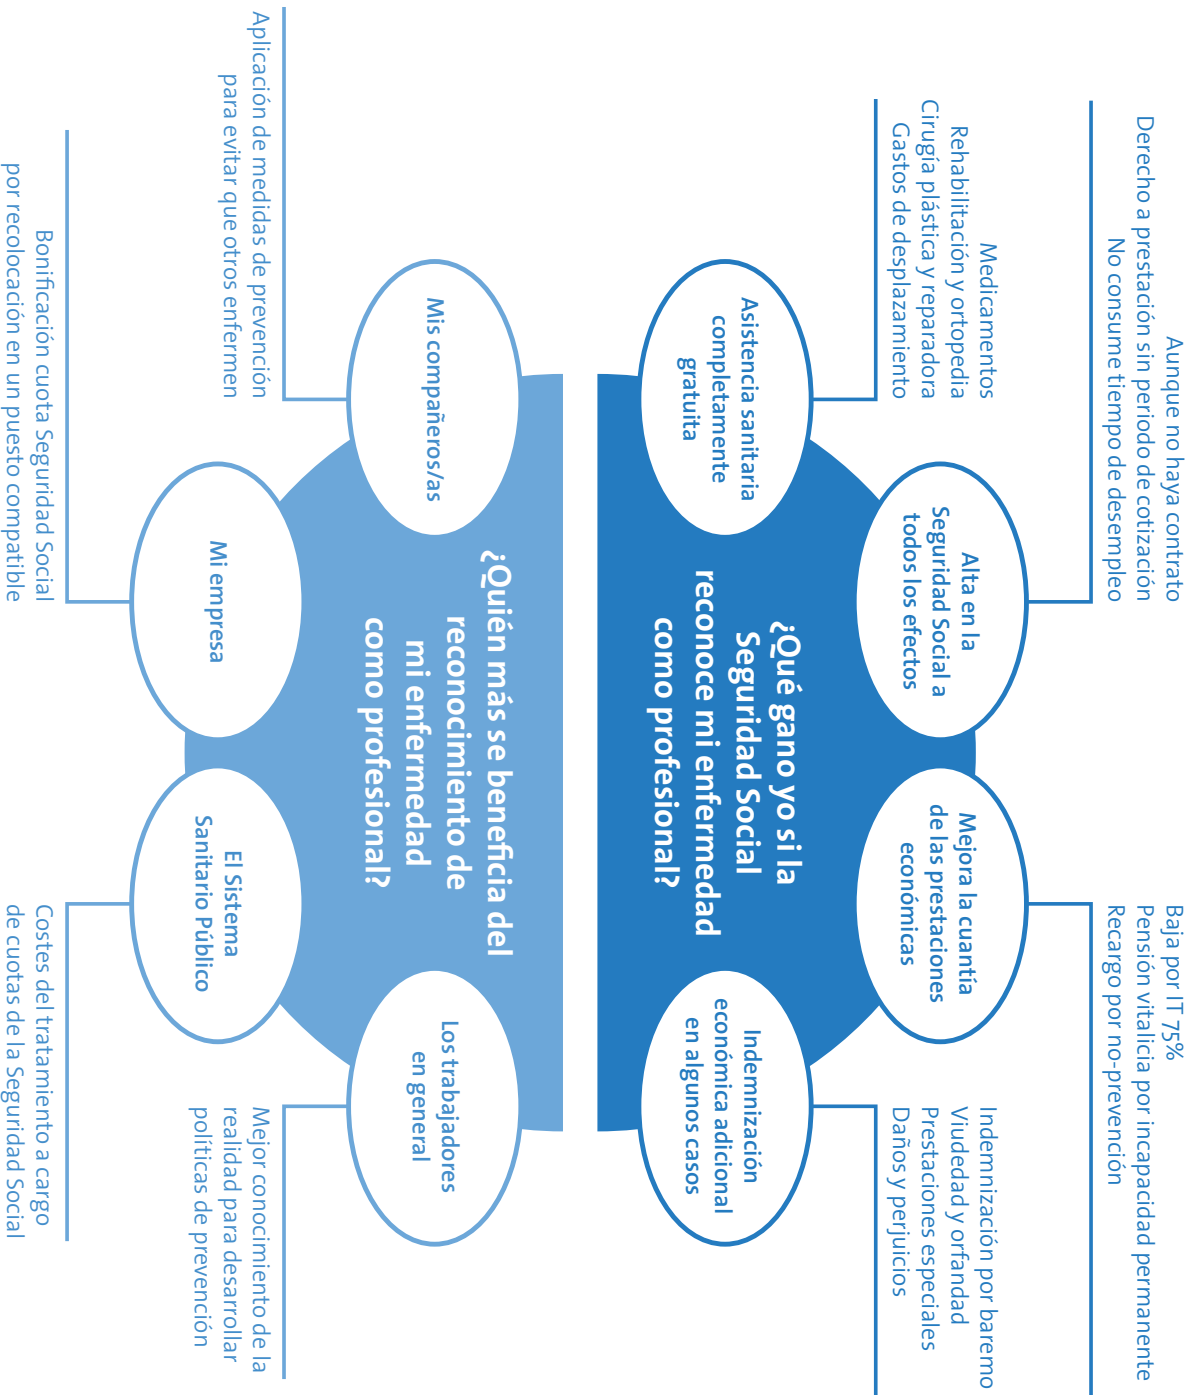 Aunque no haya contrato
Derecho a prestación sin periodo de cotización
No consume tiempo de desempleo
Baja por IT 75%
Pensión vitalicia por incapacidad permanente
Recargo por no-prevención
Medicamentos
Rehabilitación y ortopedia
Cirugía plástica y reparadora
Gastos de desplazamiento
Indemnización por baremo
Viudedad y orfandad
Prestaciones especiales
Daños y perjuicios
Asistencia sanitaria
completamente
gratuita
Alta en la
Seguridad Social a
todos los efectos
Mejora la cuantía
de las prestaciones
económicas
Indemnización
económica adicional
en algunos casos
¿Qué gano yo si la
Seguridad Social
reconoce mi enfermedad
como profesional?
¿Quién más se beneficia del
reconocimiento de
mi enfermedad
como profesional?
Mis compañeros/as
Mi empresa
El Sistema
Sanitario Público
Los trabajadores
en general
Aplicación de medidas de prevención
para evitar que otros enfermen
Mejor conocimiento de la
realidad para desarrollar
políticas de prevención
Bonificación cuota Seguridad Social
por recolocación en un puesto compatible
Costes del tratamiento a cargo
de cuotas de la Seguridad Social